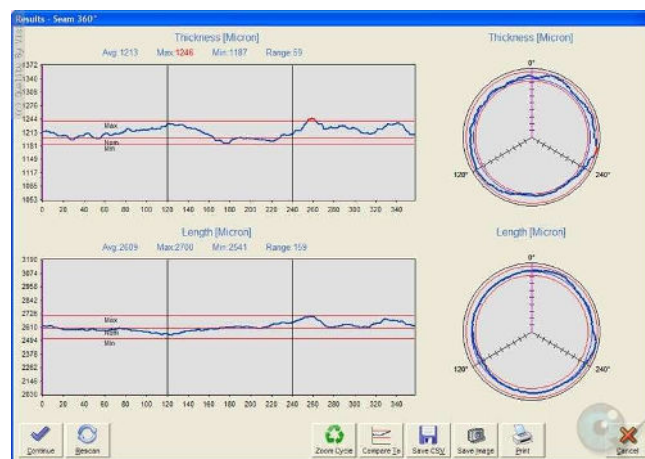 Results - Seam 360°
(c) Quality By Vision
Thickness [Micron]
Avg:1213 Max:1246 Min:1187 Range:59
1372
1340
1308
1276
1244
1213
1181
1149
1117
1085
1053
Max
Nom
Min
0 20 40 60 80 100 120 140 160 180 200 220 240 260 280 300 320 340
Thickness [Micron]
0°
120°
240°
Length [Micron]
Avg:2609 Max:2700 Min:2541 Range:159
3190
3074
2958
2842
2726
2610
2494
2378
2262
2146
2030
Max
Nom
Min
0 20 40 60 80 100 120 140 160 180 200 220 240 260 280 300 320 340
Length [Micron]
0°
120°
240°
Continue
Rescan
Zoom Cycle
Compare To
Save CSV
Save Image
Print
Cancel